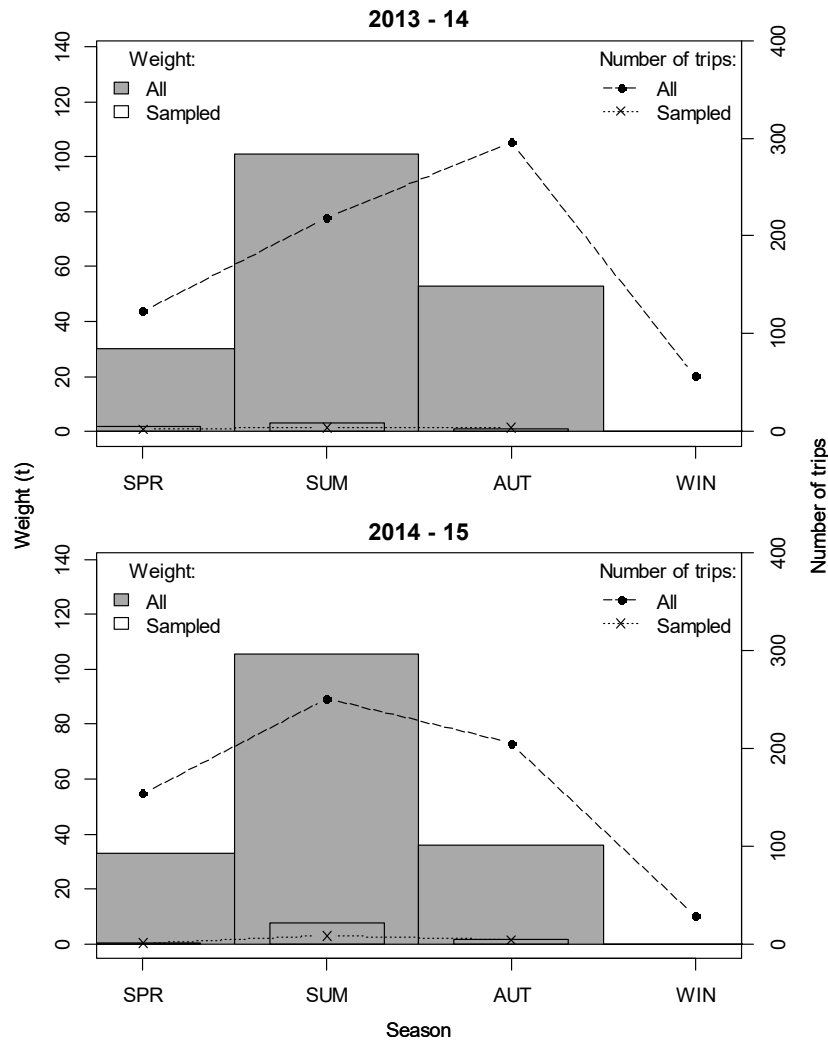 2013 - 14
Weight:
All
Sampled
Number of trips:
All
Sampled
140
120
100
80
60
40
20
0
400
300
200
100
0
SPR SUM AUT WIN
Weight (t)
Number of trips
2014 - 15
Weight:
All
Sampled
Number of trips:
All
Sampled
140
120
100
80
60
40
20
0
400
300
200
100
0
SPR SUM AUT WIN
Season